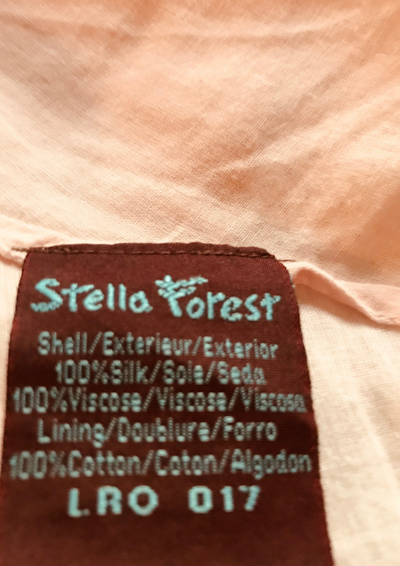 Stella Forest
Shell/Exterieur/Exterior
100%Silk/Soie/Seda
100%Viscose/Viscose/Viscosa
Lining/Doublure/Forro
100%Cotton/Coton/Algodon
LRO 017